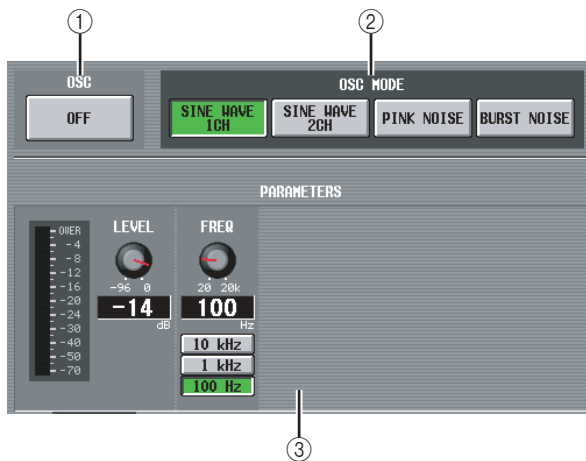 ① ②
OSC OSC MODE
OFF SINE WAVE 1CH SINE WAVE 2CH PINK NOISE BURST NOISE
PARAMETERS
LEVEL FREQ
OVER
-4
-8
-12
-16
-20
-24
-30
-40
-50
-70
-96 0
-14
dB
20 20k
100
Hz
10 kHz
1 kHz
100 Hz
③